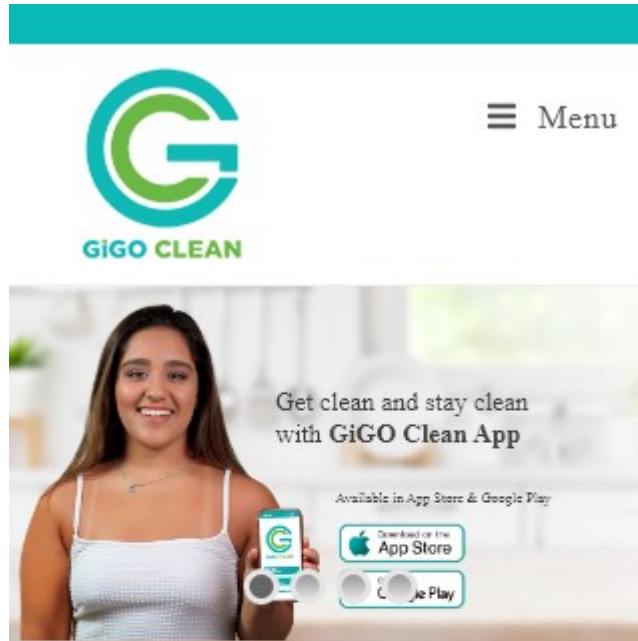 Menu
GiGO CLEAN
Get clean and stay clean
with GiGO Clean App
Available in App Store & Google Play
Download on the
App Store
Play